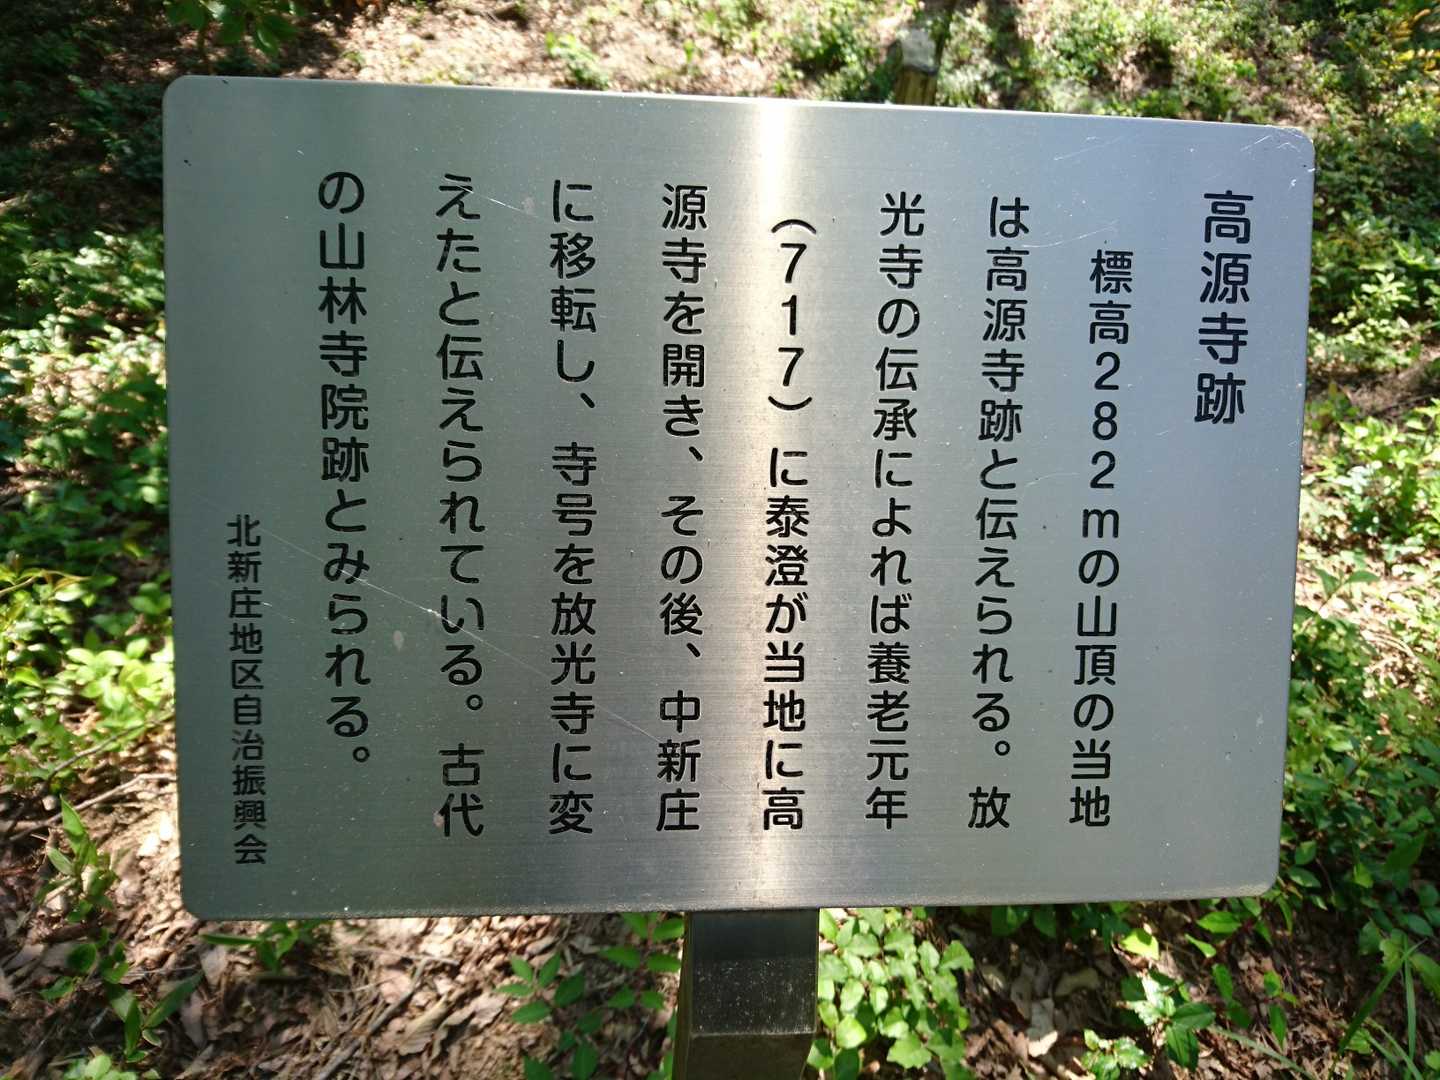 高源寺跡
標高282mの山頂の当地
は高源寺跡と伝えられる。放
光寺の伝承によれば養老元年
(717)に泰澄が当地に高
源寺を開き、その後、中新庄
に移転し、寺号を放光寺に変
えたと伝えられている。古代
の山林寺院跡とみられる。
北新庄地区自治振興会